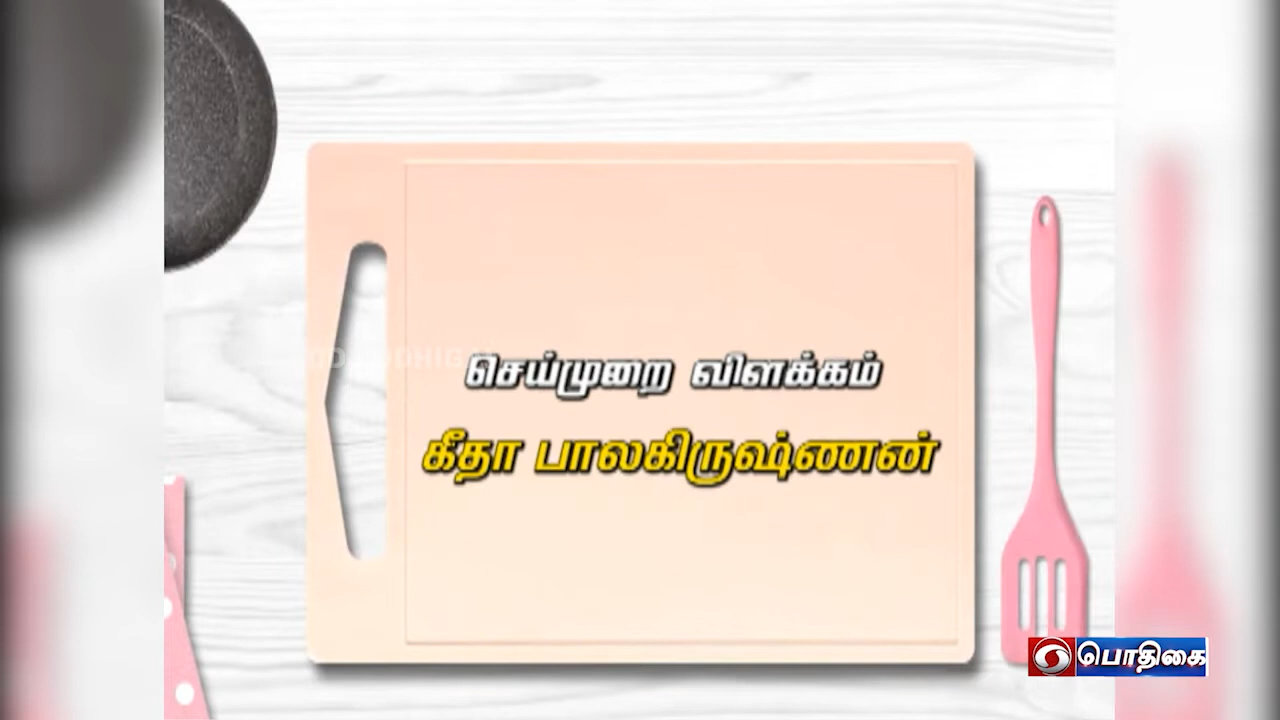 செய்முறை விளக்கம்
கீதா பாலகிருஷ்ணன்
பொதிகை